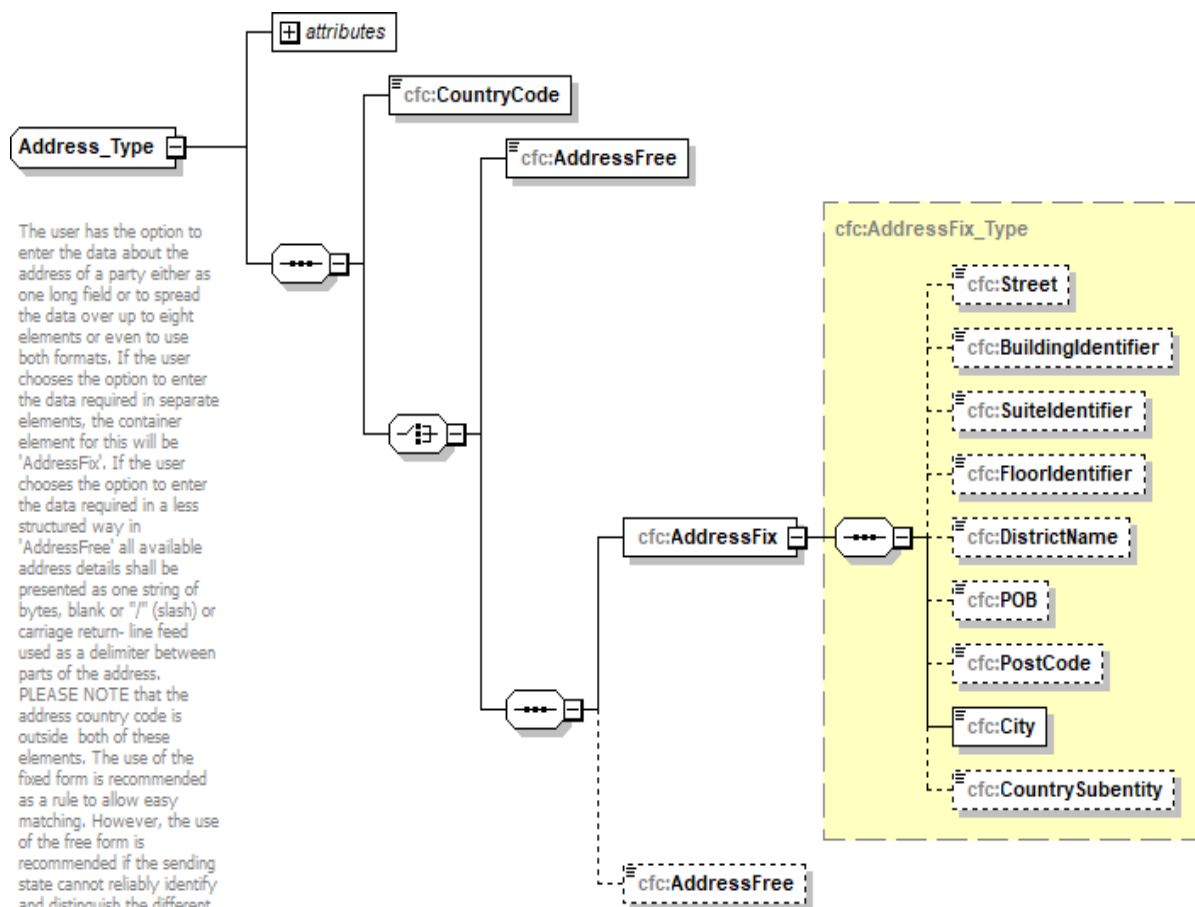 attributes
cfc:CountryCode
Address_Type
cfc:AddressFree
The user has the option to
enter the data about the
address of a party either as
one long field or to spread
the data over up to eight
elements or even to use
both formats. If the user
chooses the option to enter
the data required in separate
elements, the container
element for this will be
'AddressFix'. If the user
chooses the option to enter
the data required in a less
structured way in
'AddressFree' all available
address details shall be
presented as one string of
bytes, blank or "/" (slash) or
carriage return- line feed
used as a delimiter between
parts of the address.
PLEASE NOTE that the
address country code is
outside both of these
elements. The use of the
fixed form is recommended
as a rule to allow easy
matching. However, the use
of the free form is
recommended if the sending
state cannot reliably identify
and distinguish the different
cfc:AddressFix_Type
cfc:Street
cfc:BuildingIdentifier
cfc:SuiteIdentifier
cfc:FloorIdentifier
cfc:DistrictName
cfc:AddressFix
cfc:POB
cfc:PostCode
cfc:City
cfc:CountrySubentity
cfc:AddressFree